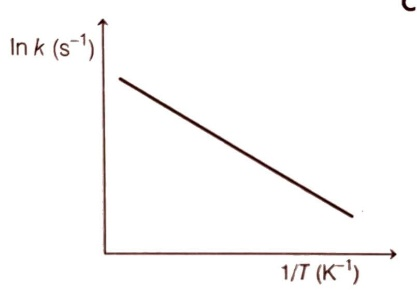 C
ln k (s⁻¹)
1/T (K⁻¹)